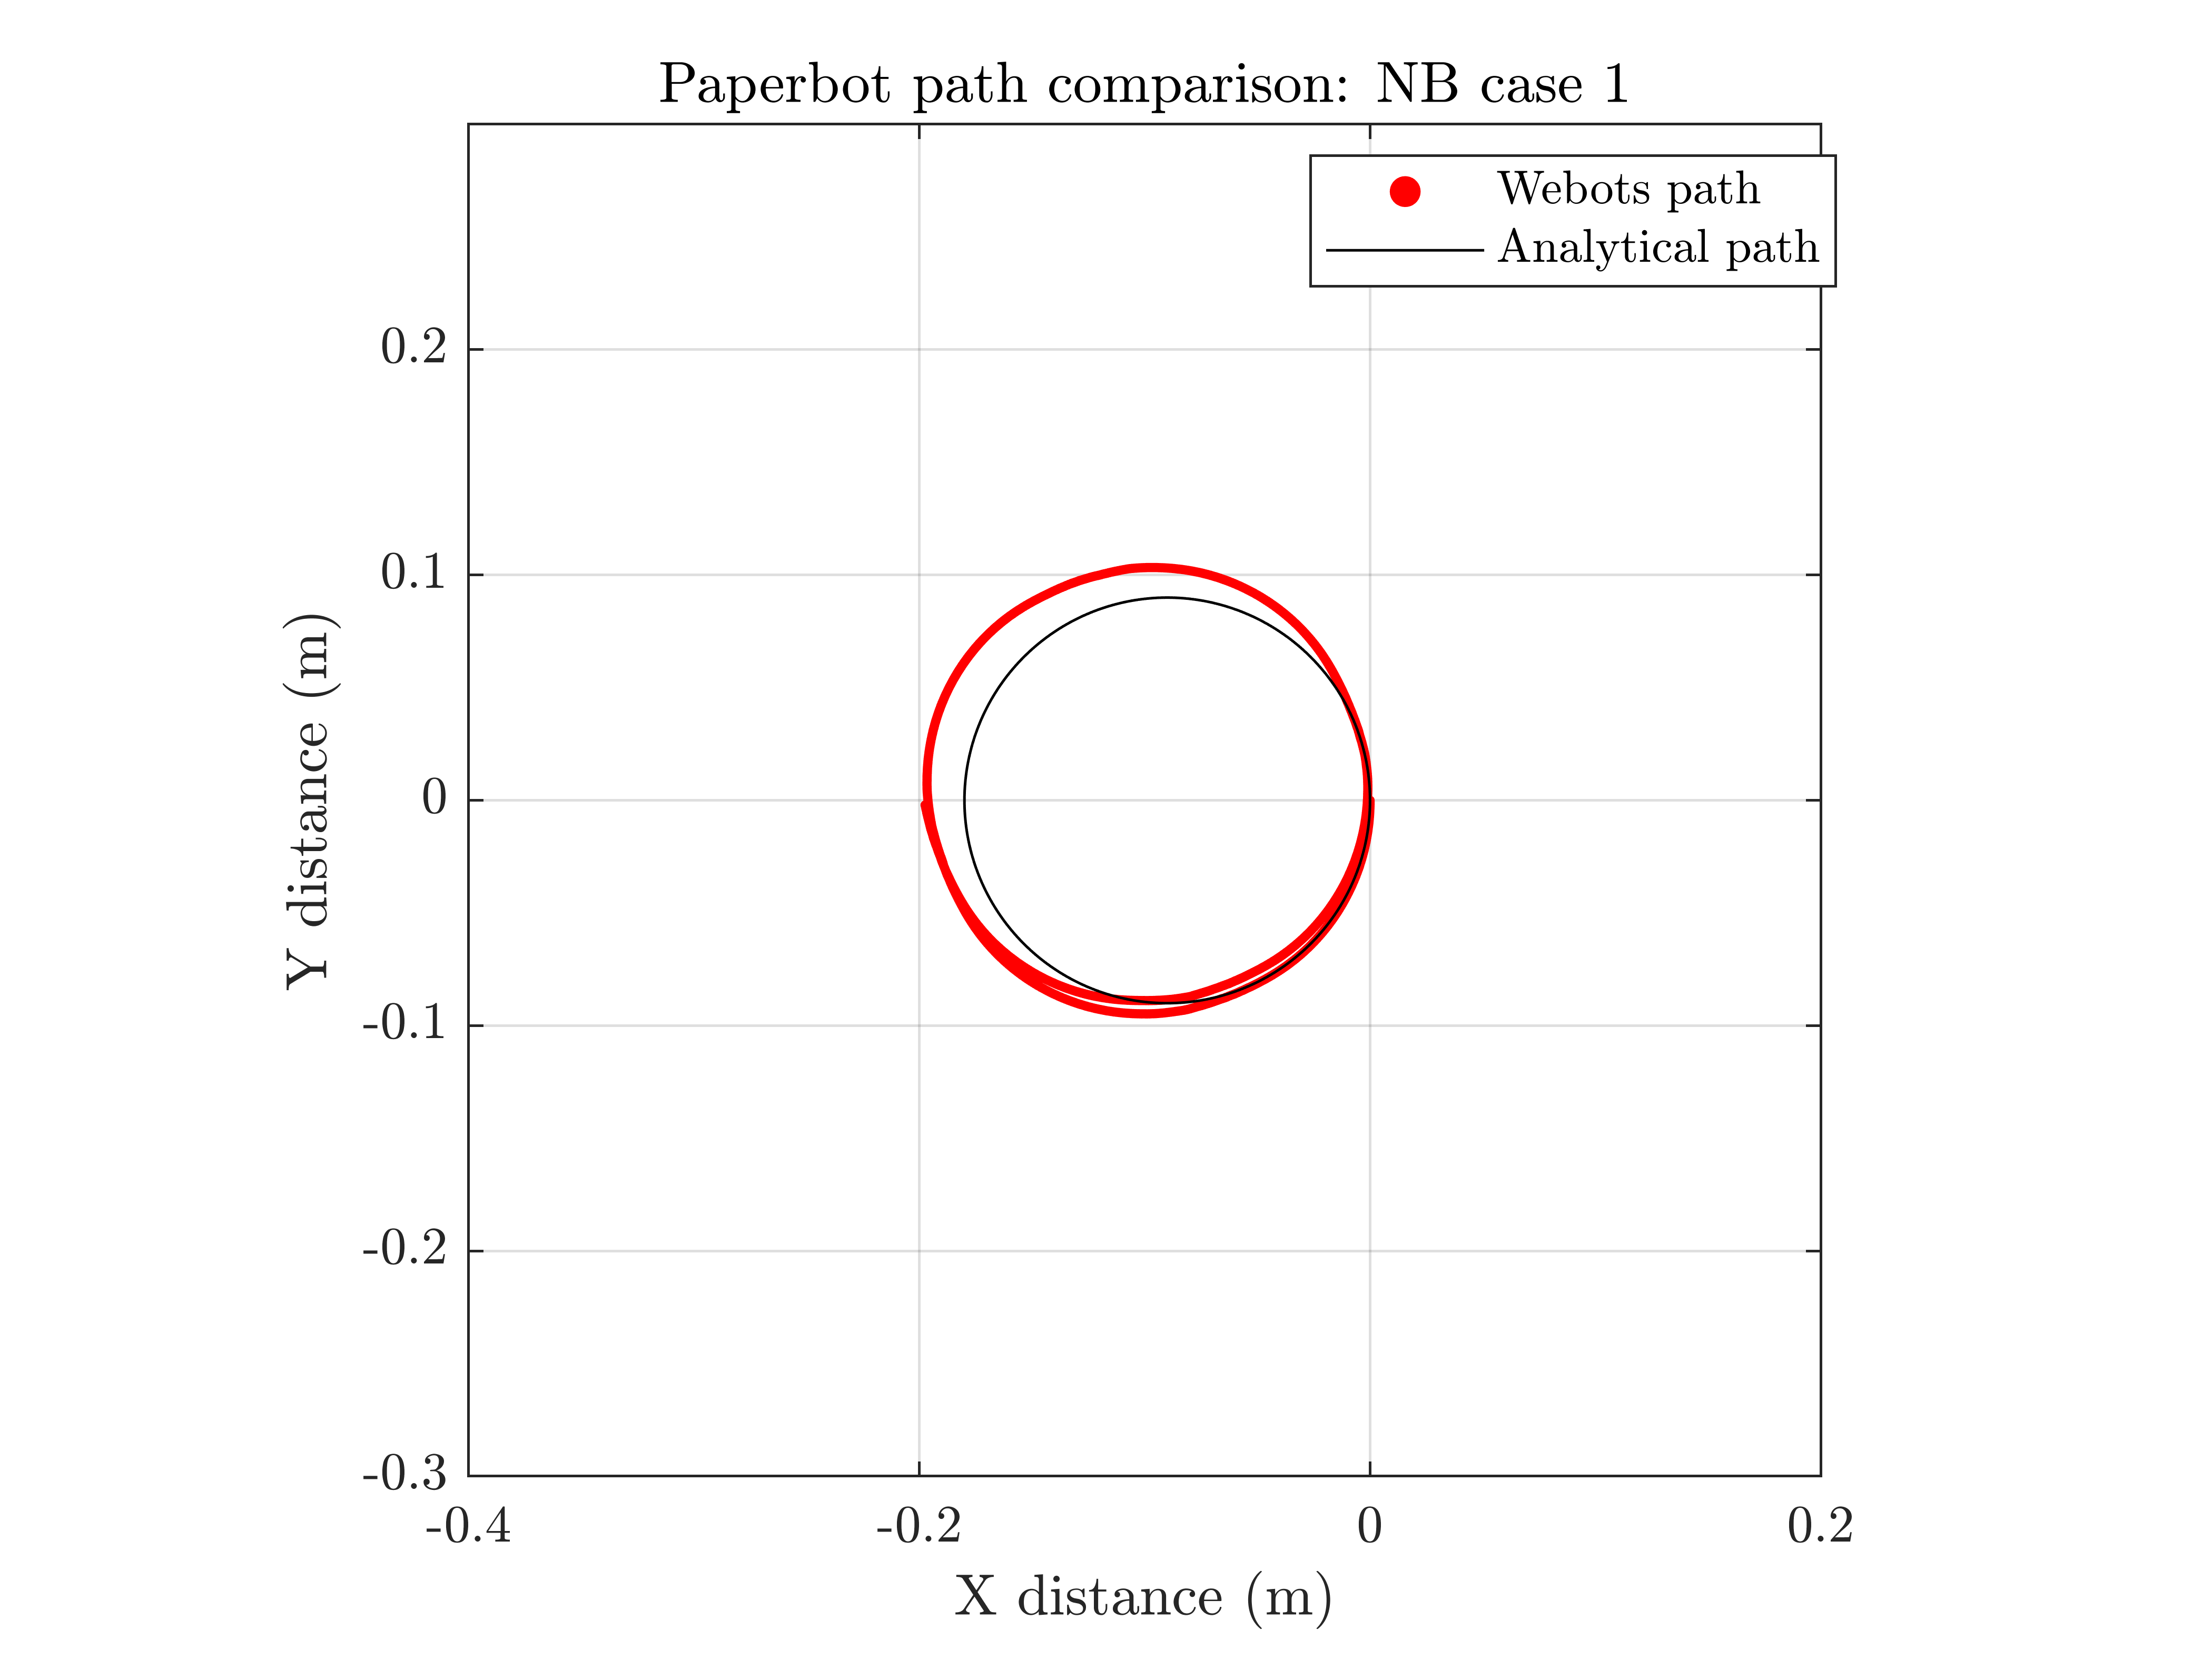 Paperbot path comparison: NB case 1
Webots path
Analytical path
0.2
0.1
0
-0.1
-0.2
-0.3
Y distance (m)
-0.4 -0.2 0 0.2
X distance (m)